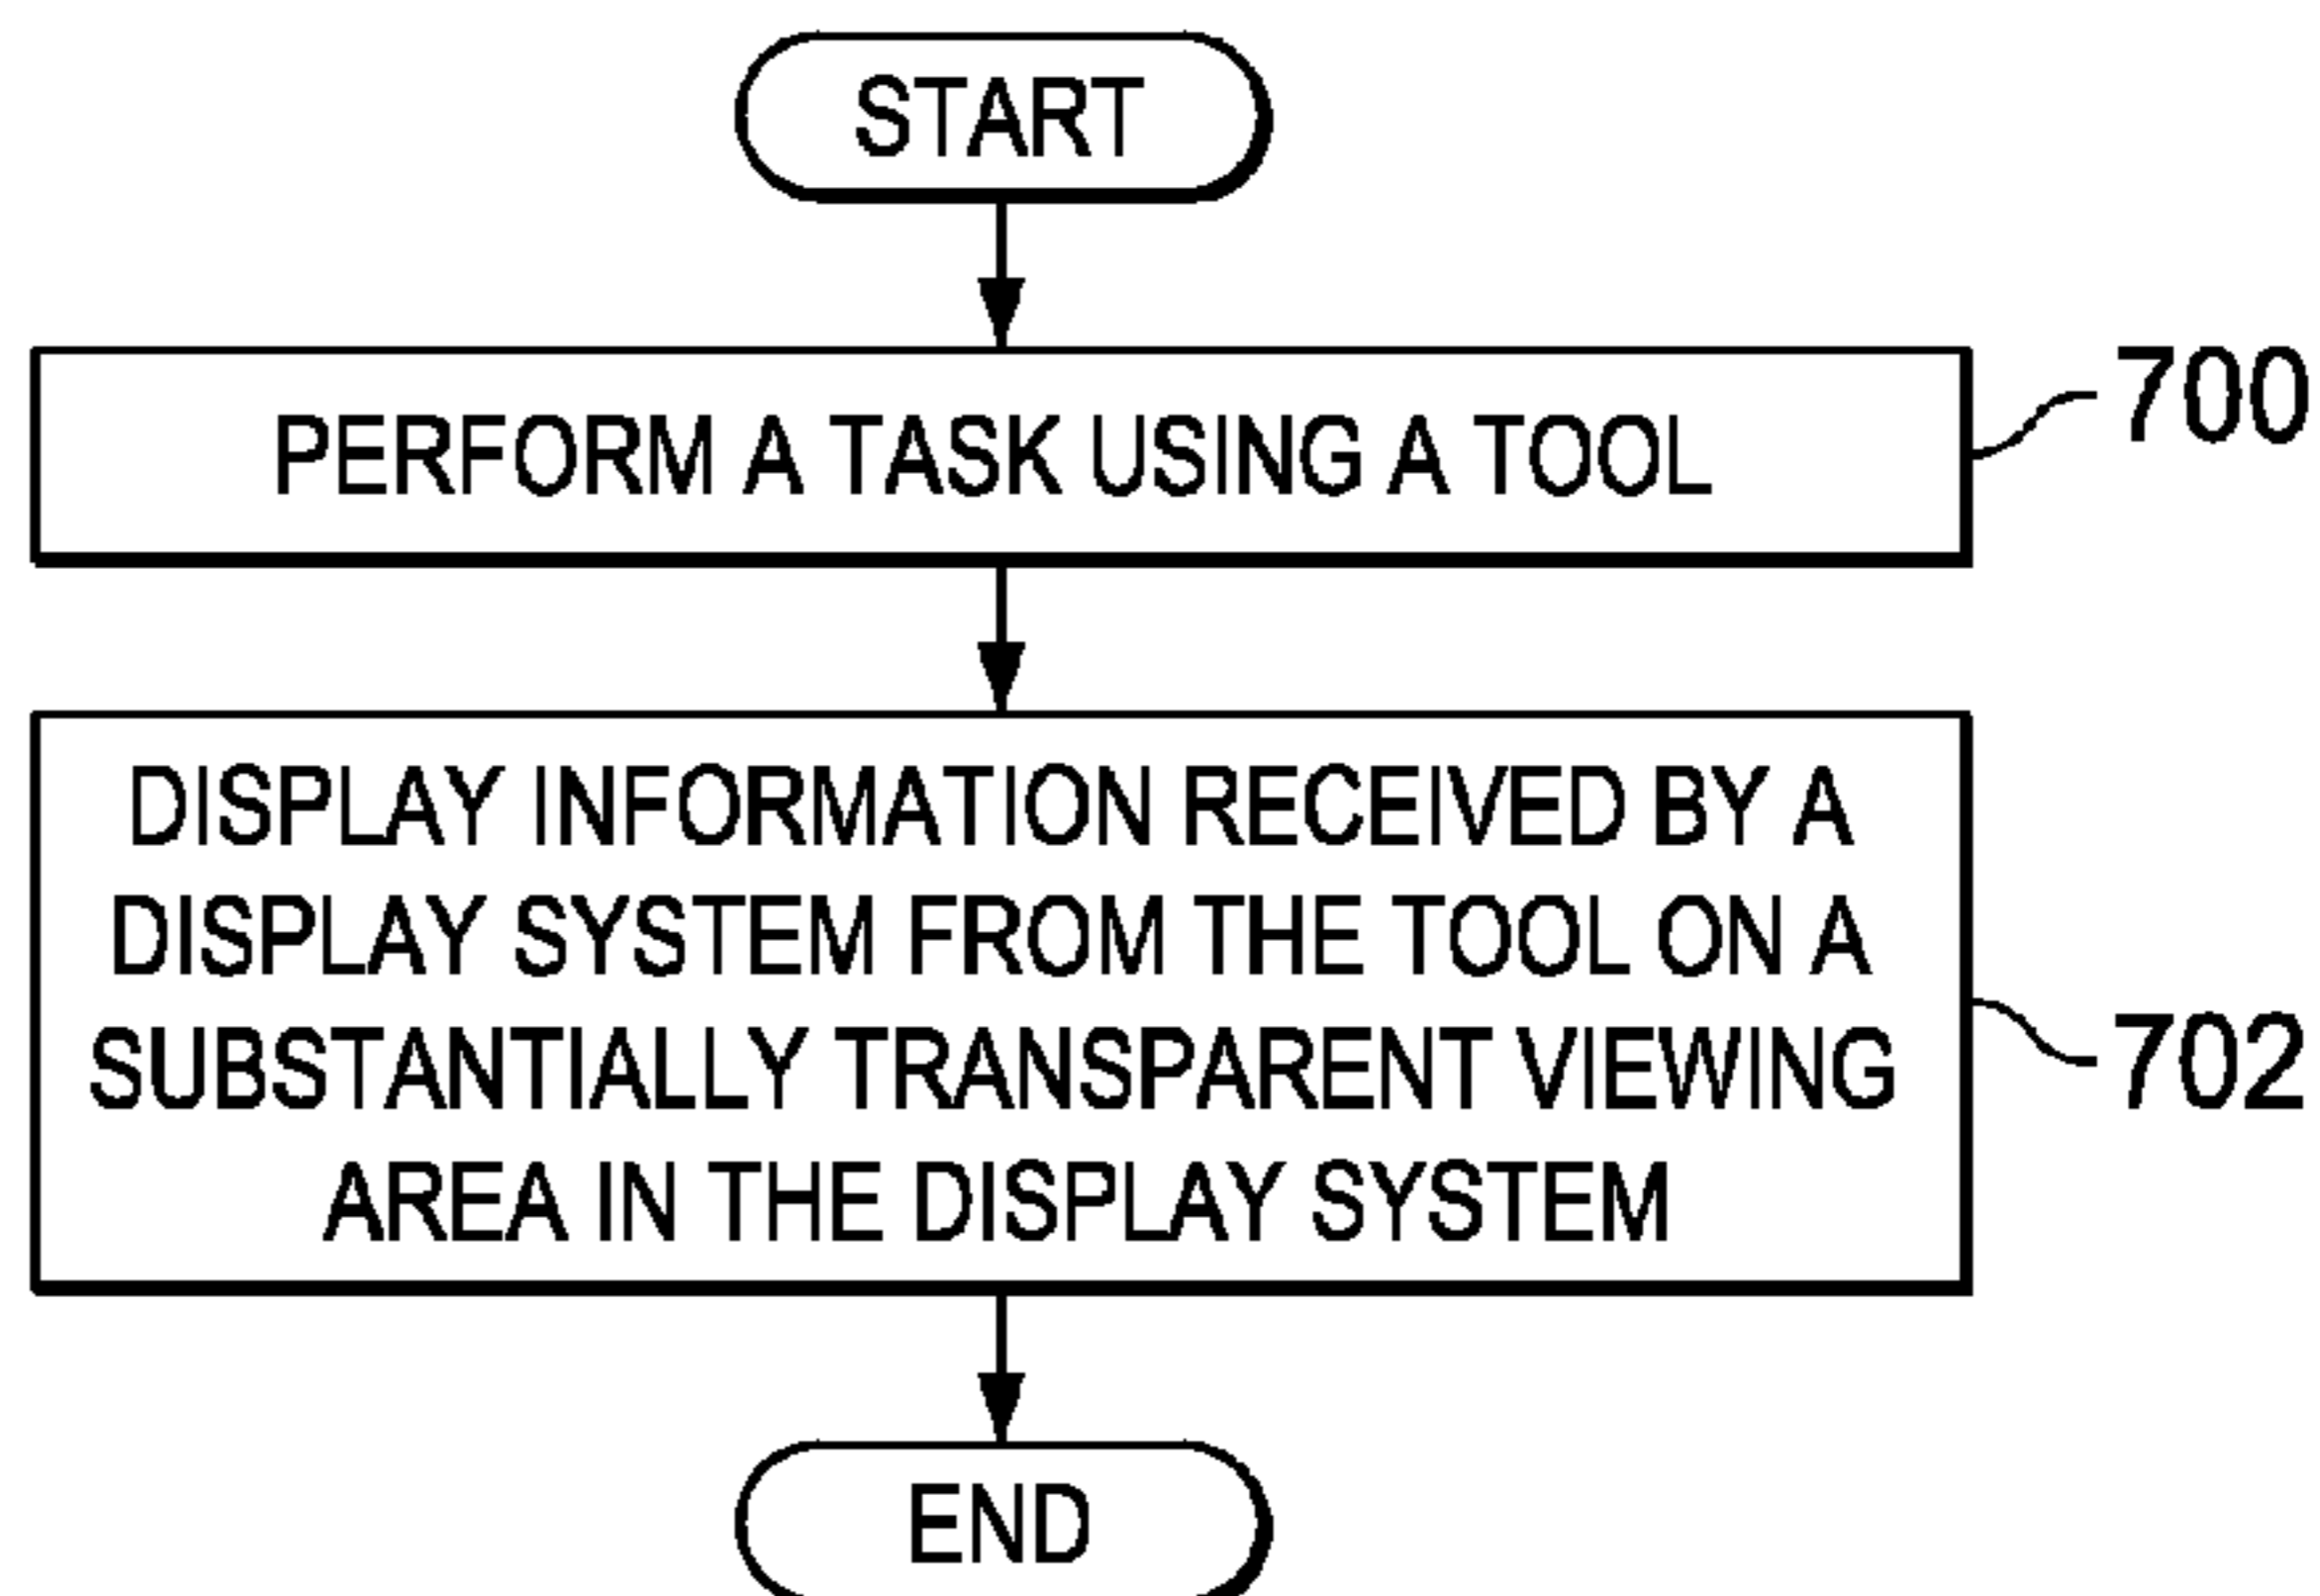 START
PERFORM A TASK USING A TOOL
700
DISPLAY INFORMATION RECEIVED BY A
DISPLAY SYSTEM FROM THE TOOL ON A
SUBSTANTIALLY TRANSPARENT VIEWING
AREA IN THE DISPLAY SYSTEM
702
END